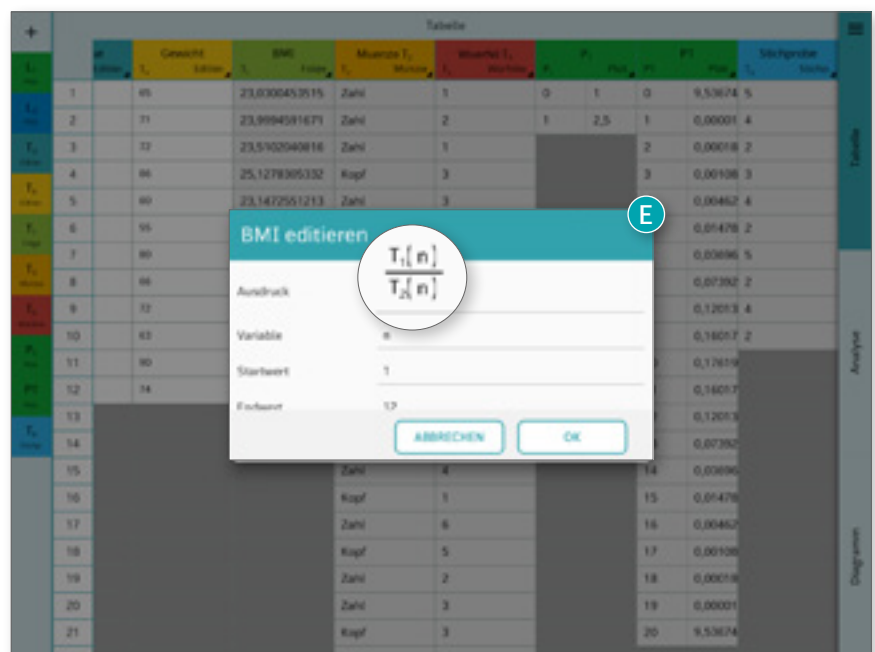 Tabelle
Gewicht BMI Muenze T₅ Wuerfel T₆ P₁ PT Stichprobe
1 65 23,0300453515 Zahl 1 0 1 0 9,53674 5
2 71 23,9994591671 Zahl 2 1 2,5 1 0,00001 4
3 72 23,5102040816 Zahl 1 2 0,00018 2
4 86 25,1278305332 Kopf 3 3 0,00108 3
5 80 23,1472551213 Zahl 3 0,00462 4
E
6 95 0,01478 2
BMI editieren
7 80 0,03696 5
T₁[ n ]
T₂[ n ]
Ausdruck
8 66 0,07392 2
9 72 0,12013 4
Variable n
10 63 0,16017 2
Startwert 1
11 90 0,17619
Endwert 12
12 74 0,16017
13 0,12013
ABBRECHEN OK
14 0,07392
15 Zahl 4 14 0,03696
16 Kopf 1 15 0,01478
17 Zahl 6 16 0,00462
18 Kopf 5 17 0,00108
19 Zahl 2 18 0,00018
20 Zahl 3 19 0,00001
21 Kopf 3 20 9,53674
Tabelle
Analyse
Diagramm